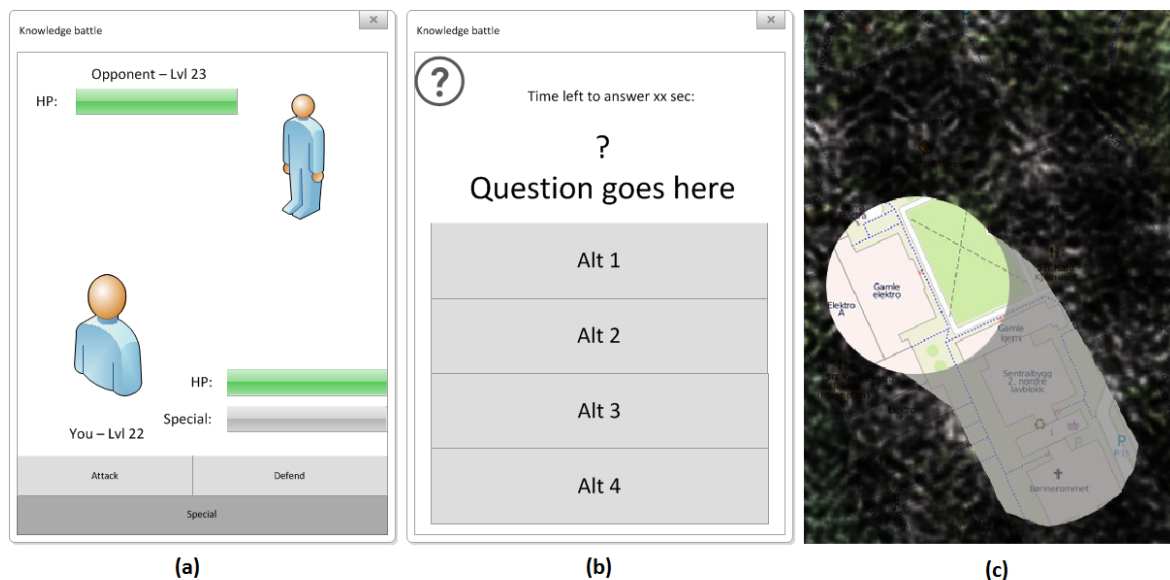 Knowledge battle
Opponent – Lvl 23
HP:
HP:
Special:
You – Lvl 22
Attack
Defend
Special
(a)
Knowledge battle
?
Time left to answer xx sec:
?
Question goes here
Alt 1
Alt 2
Alt 3
Alt 4
(b)
Gamle
elektro
Elektro
A
Gamle
kjemi
Sentralbygg
2, nordre
lavblokk
1
P
P
P-15
Bønnerommet
(c)